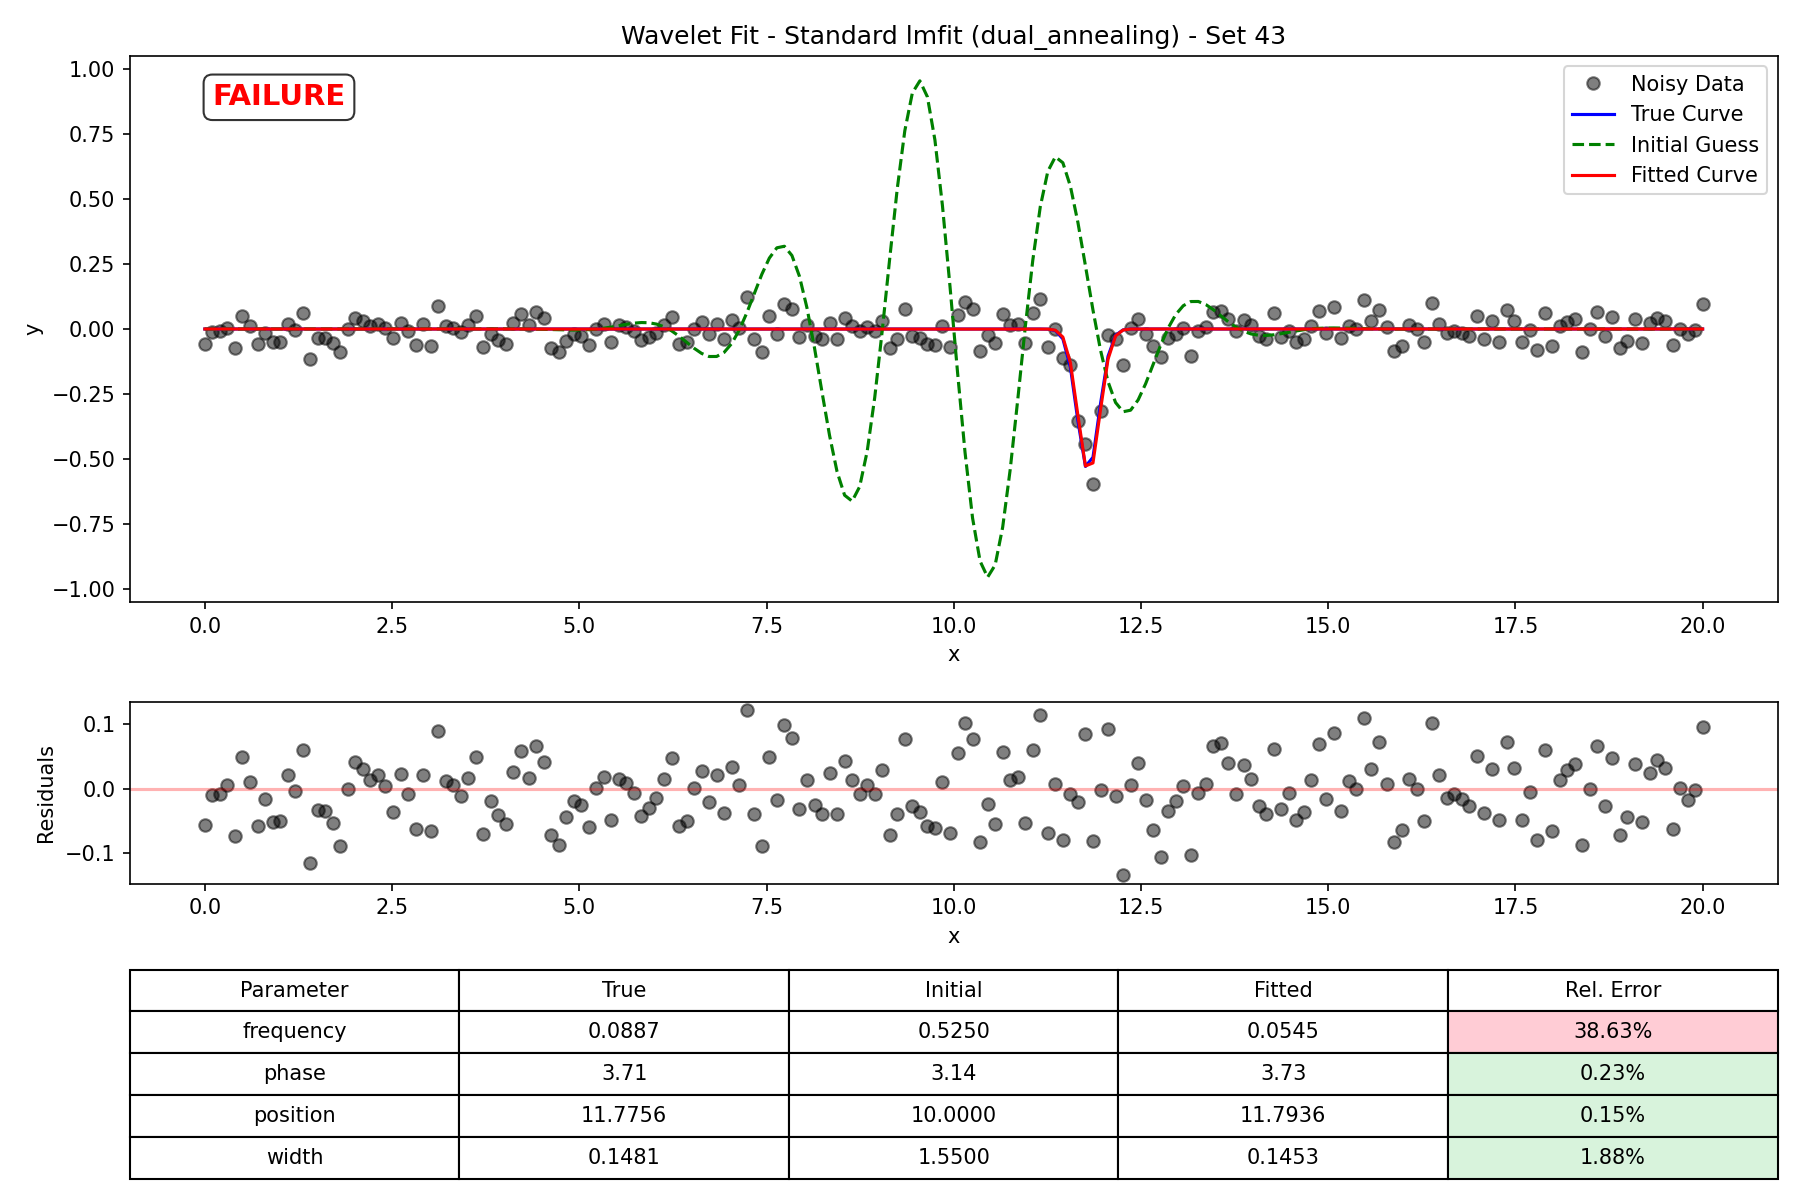 Wavelet Fit - Standard lmfit (dual_annealing) - Set 43
FAILURE
Noisy Data
True Curve
Initial Guess
Fitted Curve
1.00
0.75
0.50
0.25
0.00
−0.25
−0.50
−0.75
−1.00
y
0.0 2.5 5.0 7.5 10.0 12.5 15.0 17.5 20.0
x
0.1
0.0
−0.1
Residuals
0.0 2.5 5.0 7.5 10.0 12.5 15.0 17.5 20.0
x
Parameter True Initial Fitted Rel. Error
frequency 0.0887 0.5250 0.0545 38.63%
phase 3.71 3.14 3.73 0.23%
position 11.7756 10.0000 11.7936 0.15%
width 0.1481 1.5500 0.1453 1.88%